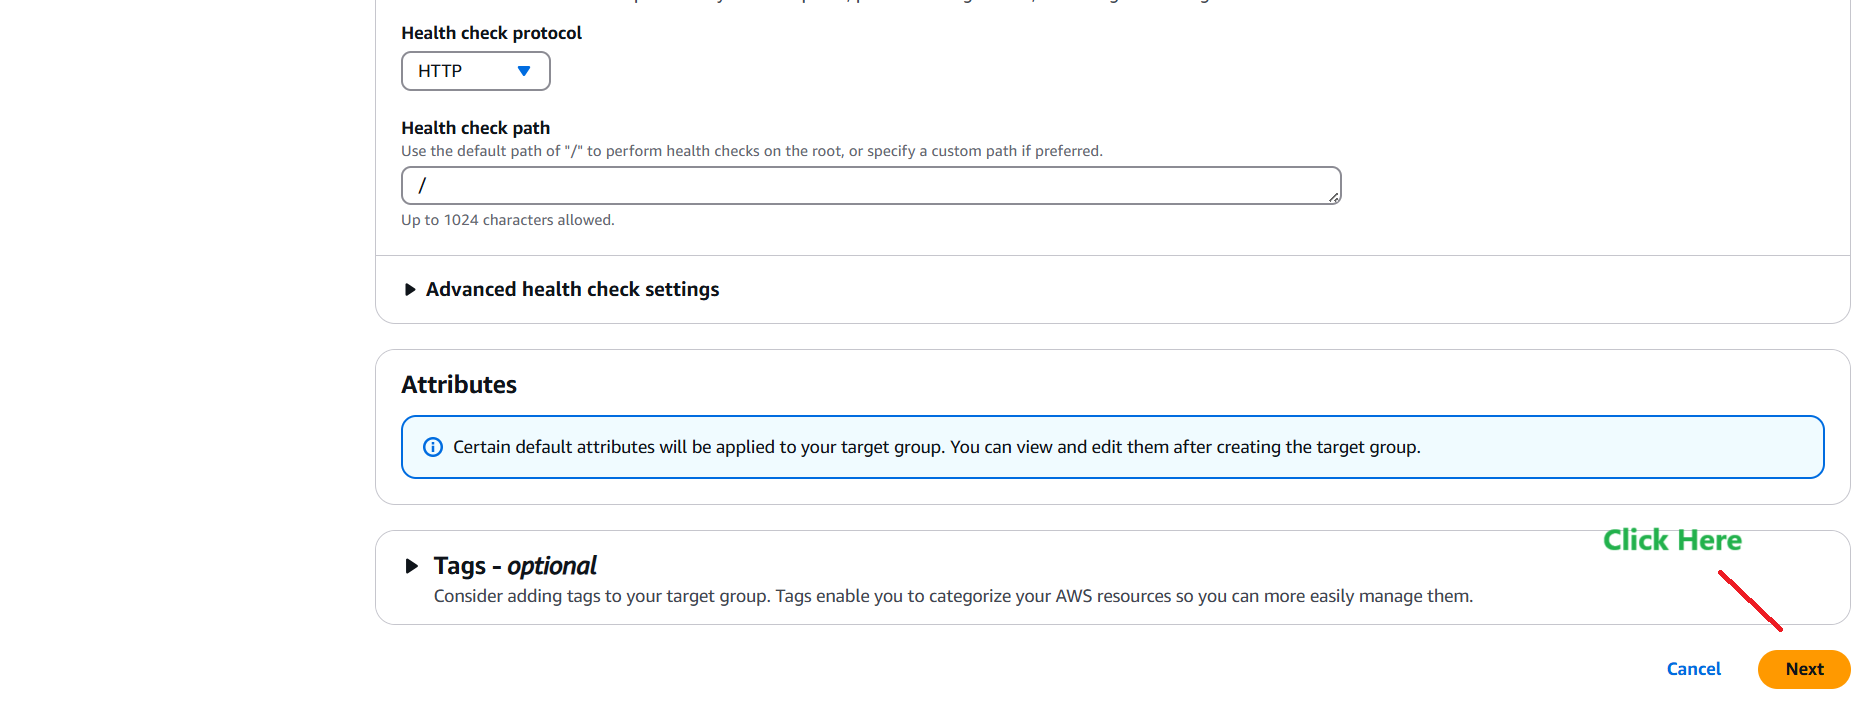 Health check protocol
HTTP
Health check path
Use the default path of "/" to perform health checks on the root, or specify a custom path if preferred.
/
Up to 1024 characters allowed.
Advanced health check settings
Attributes
Certain default attributes will be applied to your target group. You can view and edit them after creating the target group.
Click Here
Tags - optional
Consider adding tags to your target group. Tags enable you to categorize your AWS resources so you can more easily manage them.
Cancel
Next